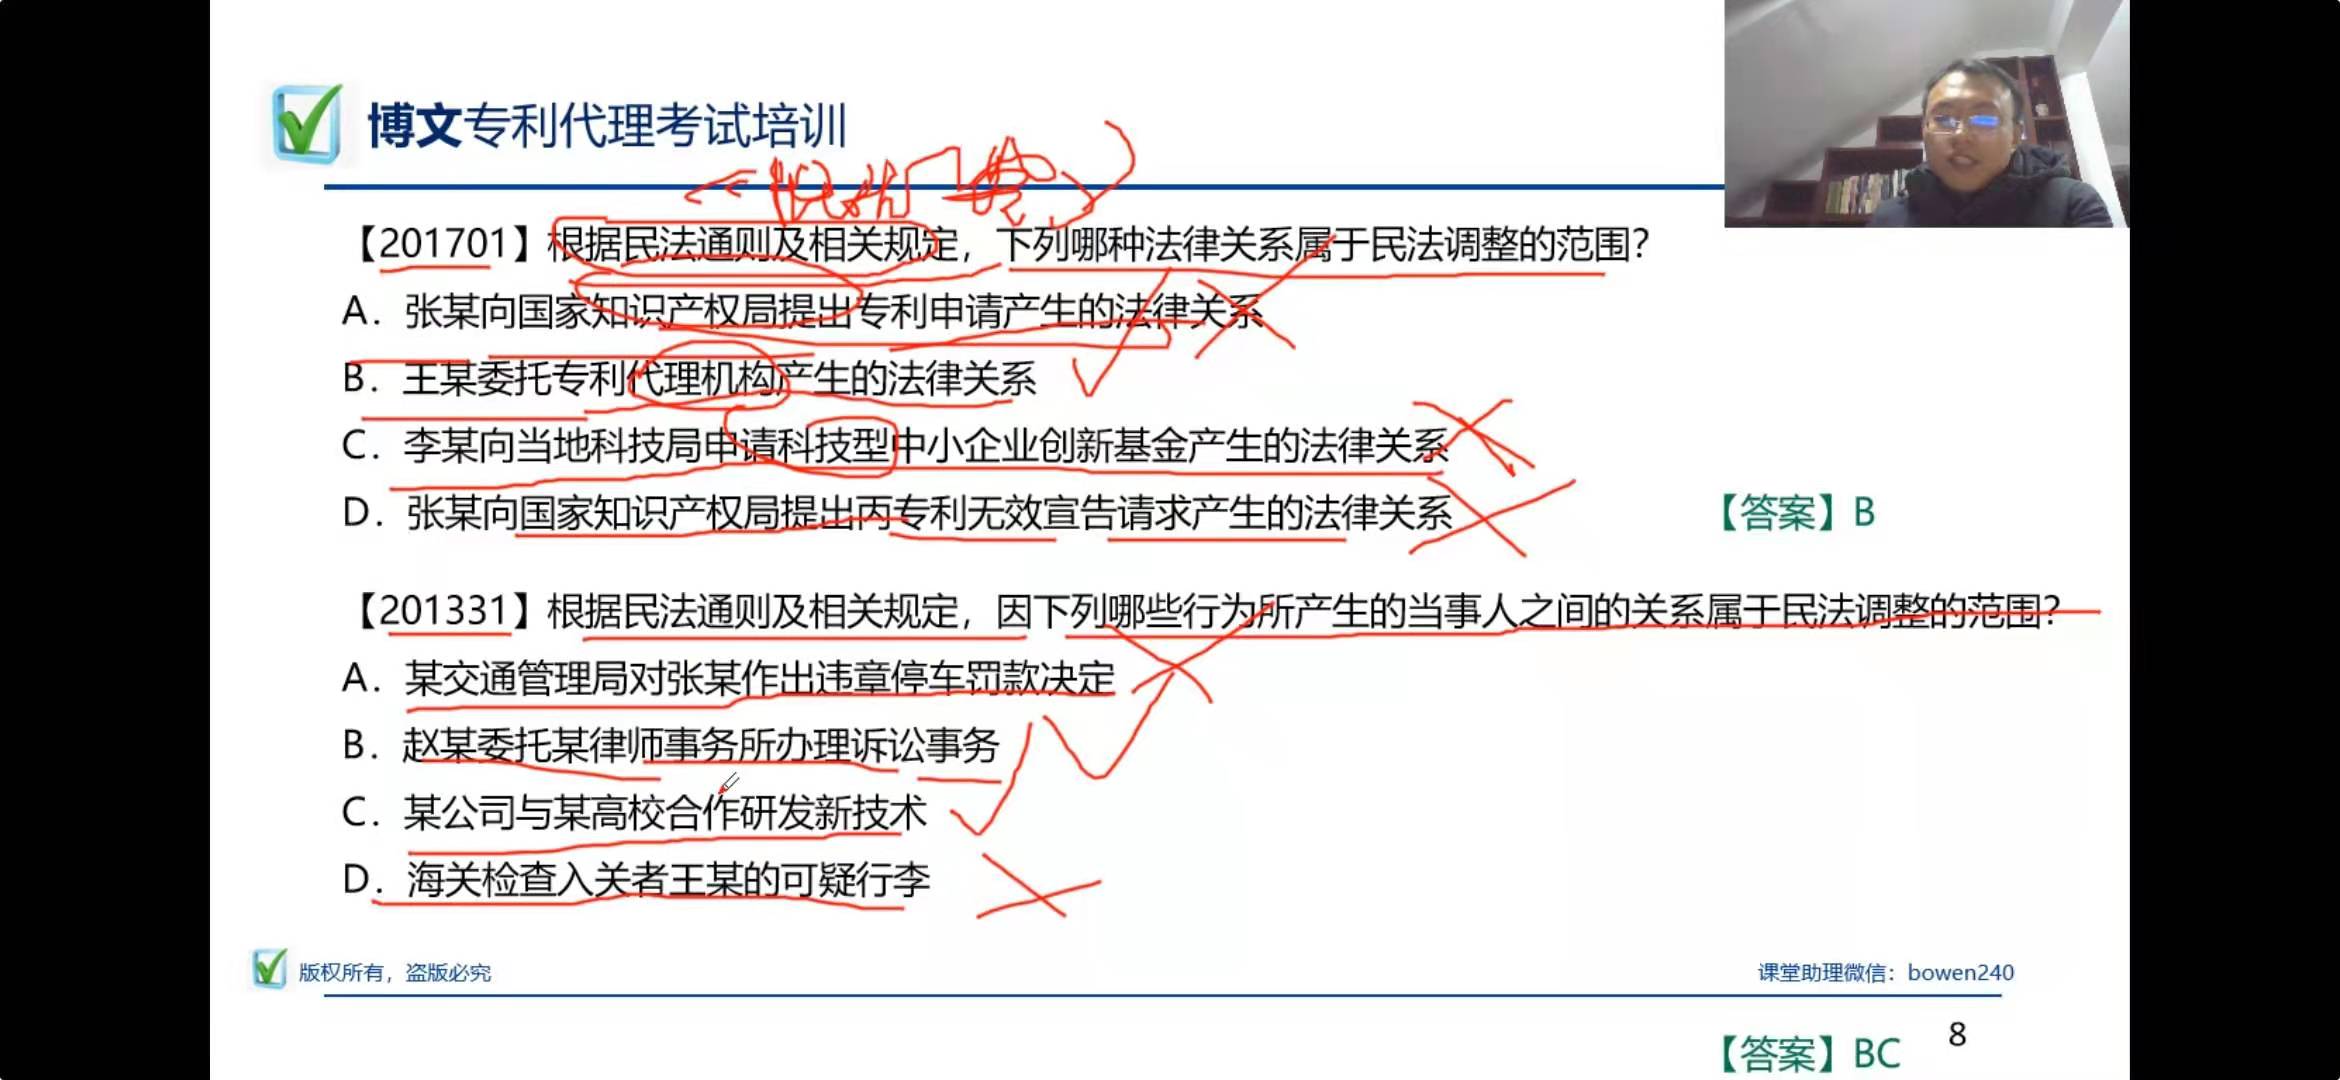 博文专利代理考试培训
【201701】根据民法通则及相关规定，下列哪种法律关系属于民法调整的范围？
A．张某向国家知识产权局提出专利申请产生的法律关系
B．王某委托专利代理机构产生的法律关系
C．李某向当地科技局申请科技型中小企业创新基金产生的法律关系
D．张某向国家知识产权局提出丙专利无效宣告请求产生的法律关系
【答案】B
【201331】根据民法通则及相关规定，因下列哪些行为所产生的当事人之间的关系属于民法调整的范围？
A．某交通管理局对张某作出违章停车罚款决定
B．赵某委托某律师事务所办理诉讼事务
C．某公司与某高校合作研发新技术
D．海关检查入关者王某的可疑行李
版权所有，盗版必究
课堂助理微信：bowen240
【答案】BC
8